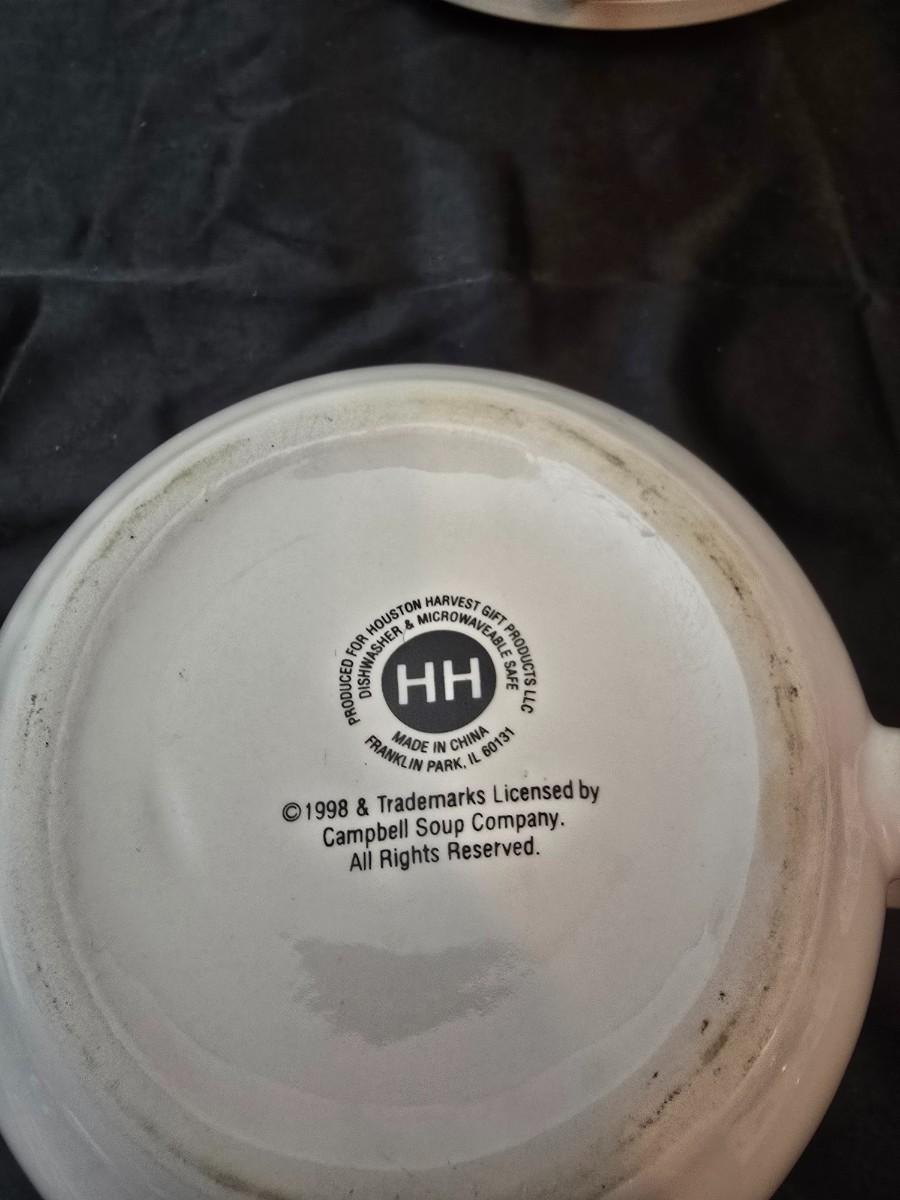 PRODUCED FOR HOUSTON HARVEST GIFT PRODUCTS LLC
DISHWASHER & MICROWAVEABLE SAFE
HH
MADE IN CHINA
FRANKLIN PARK, IL 60131
©1998 & Trademarks Licensed by
Campbell Soup Company.
All Rights Reserved.